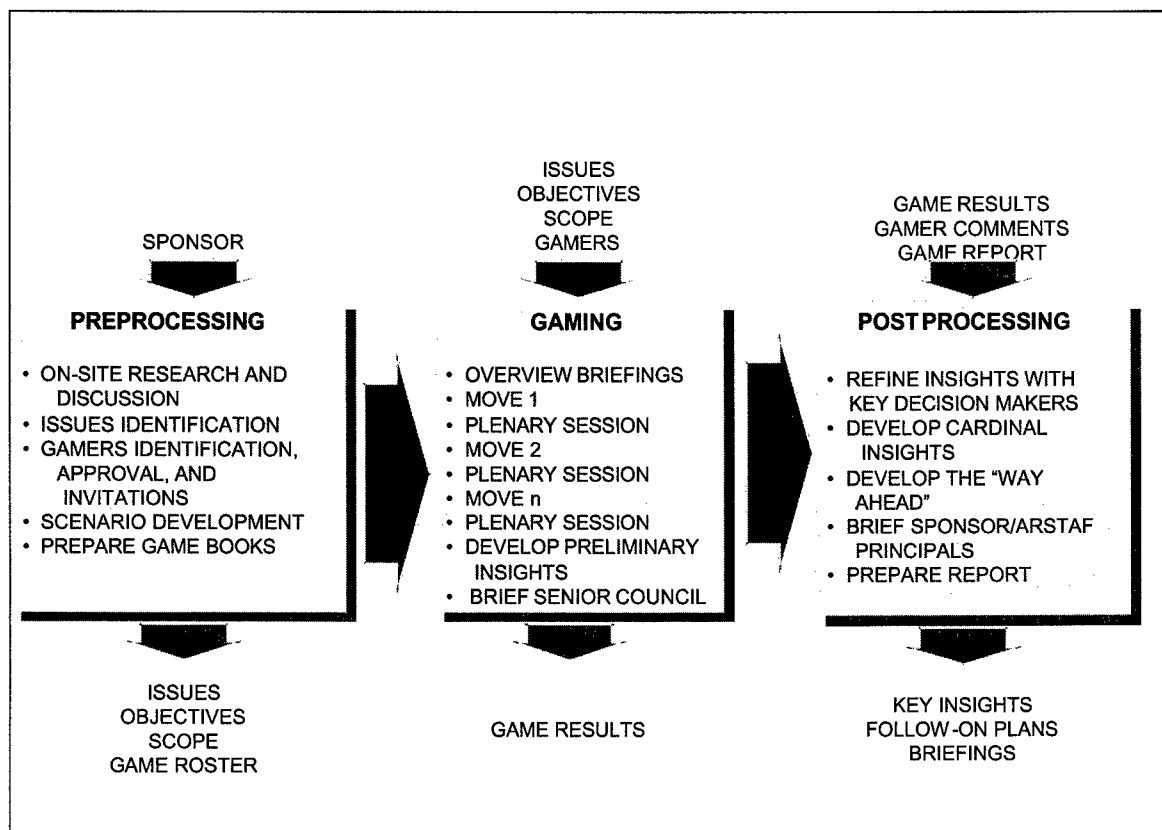 SPONSOR
PREPROCESSING
• ON-SITE RESEARCH AND
DISCUSSION
• ISSUES IDENTIFICATION
• GAMERS IDENTIFICATION,
APPROVAL, AND
INVITATIONS
• SCENARIO DEVELOPMENT
• PREPARE GAME BOOKS
ISSUES
OBJECTIVES
SCOPE
GAME ROSTER
ISSUES
OBJECTIVES
SCOPE
GAMERS
GAMING
• OVERVIEW BRIEFINGS
• MOVE 1
• PLENARY SESSION
• MOVE 2
• PLENARY SESSION
• MOVE n
• PLENARY SESSION
• DEVELOP PRELIMINARY
INSIGHTS
• BRIEF SENIOR COUNCIL
GAME RESULTS
GAME RESULTS
GAMER COMMENTS
GAME REPORT
POST PROCESSING
• REFINE INSIGHTS WITH
KEY DECISION MAKERS
• DEVELOP CARDINAL
INSIGHTS
• DEVELOP THE “WAY
AHEAD”
• BRIEF SPONSOR/ARSTAF
PRINCIPALS
• PREPARE REPORT
KEY INSIGHTS
FOLLOW-ON PLANS
BRIEFINGS